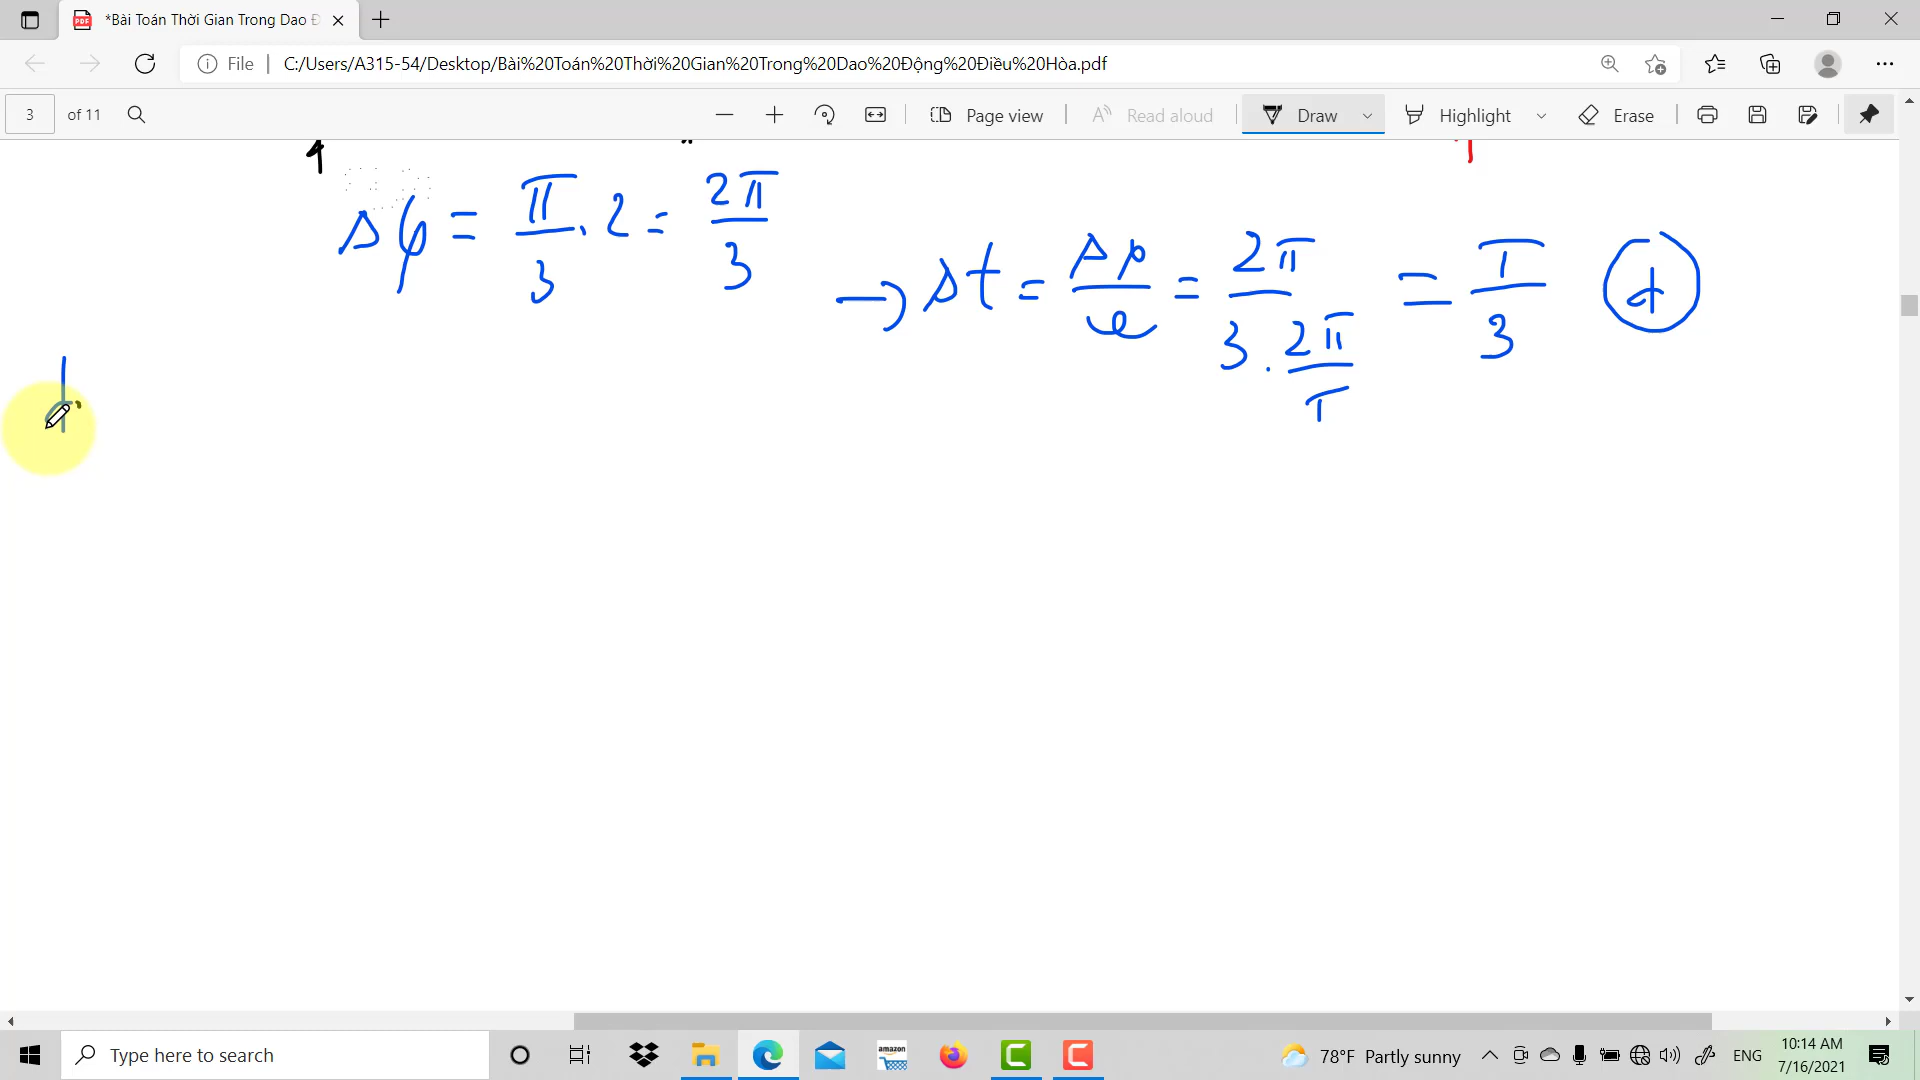 *Bài Toán Thời Gian Trong Dao Đ
File C:/Users/A315-54/Desktop/Bài%20Toán%20Thời%20Gian%20Trong%20Dao%20Động%20Điều%20Hòa.pdf
3 of 11 Page view Read aloud Draw Highlight Erase
Δφ = π/3 . 2 = 2π/3
→ Δt = Δφ/ω = 2π/(3 . 2π/T) = T/3
Type here to search
amazon
78°F Partly sunny
ENG
10:14 AM
7/16/2021